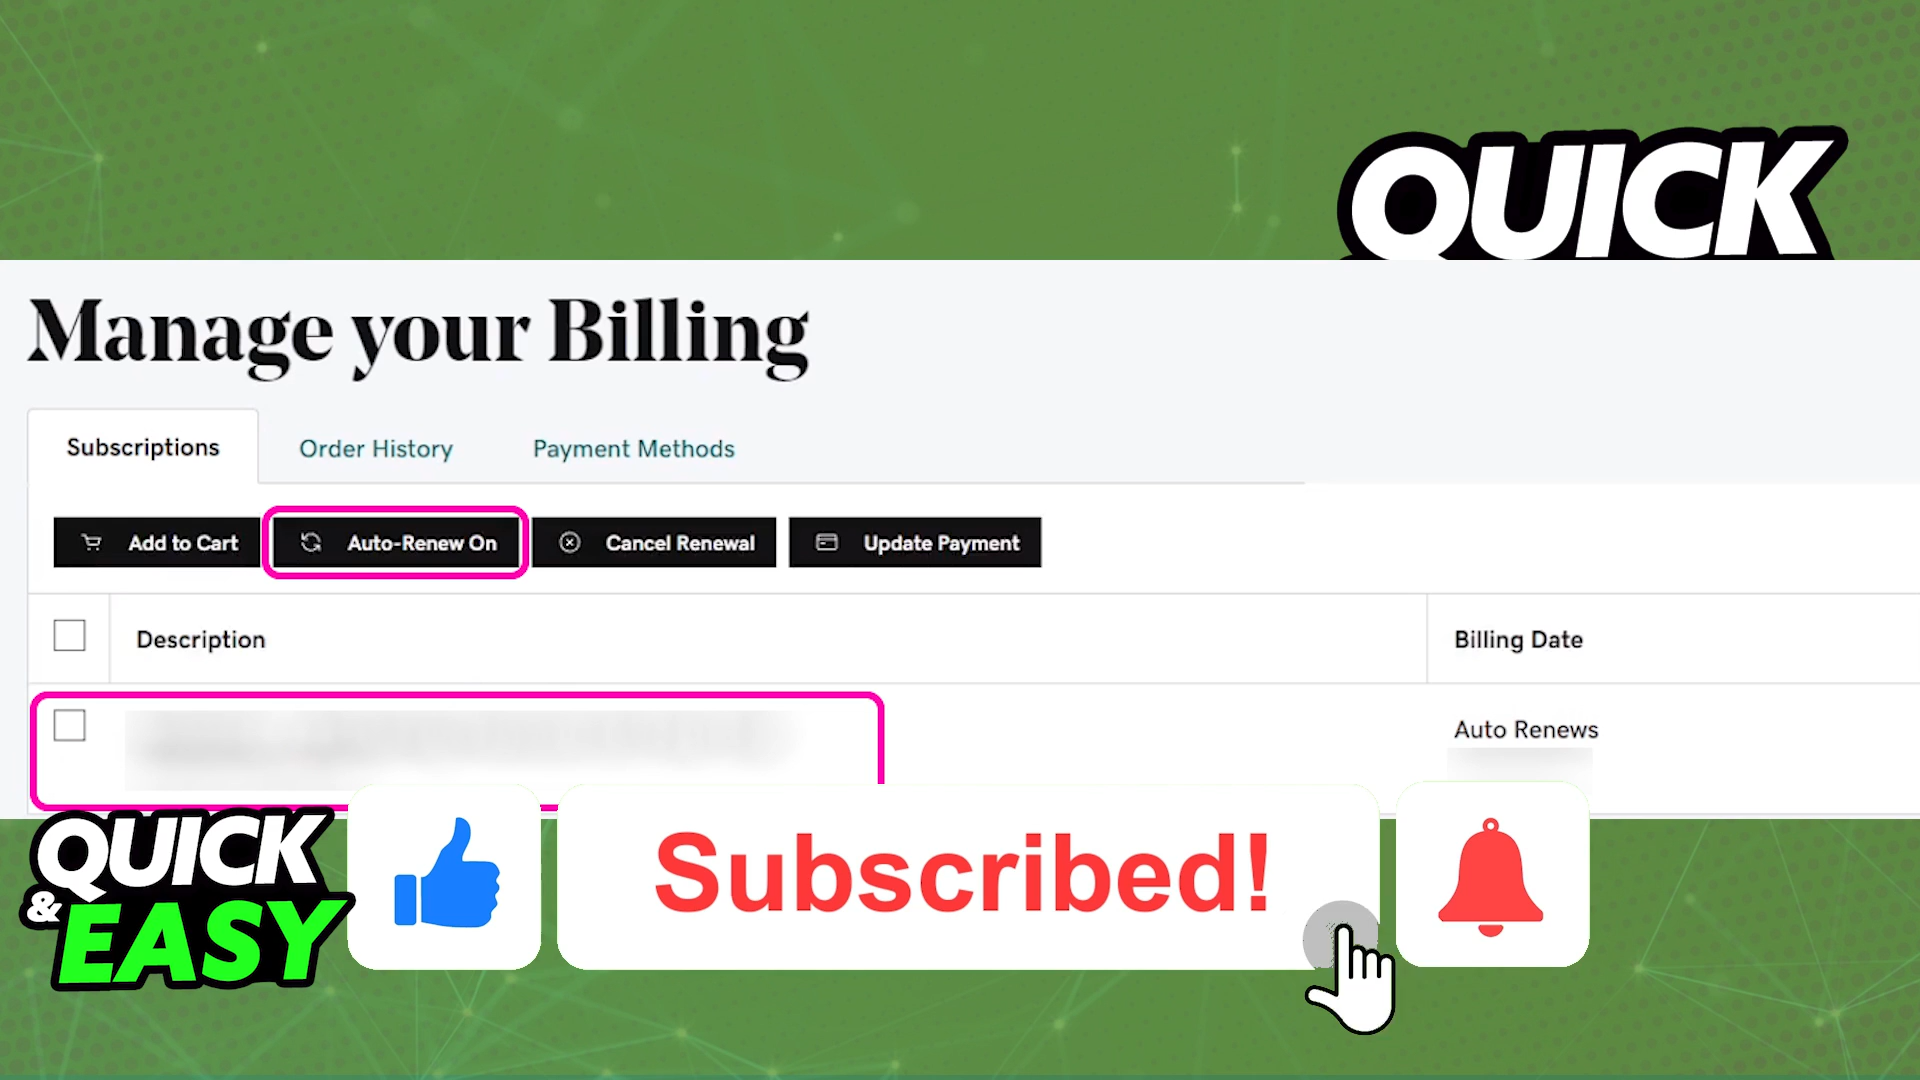 QUICK
Manage your Billing
Subscriptions Order History Payment Methods
Add to Cart Auto-Renew On Cancel Renewal Update Payment
Description Billing Date
Auto Renews
QUICK
& EASY
Subscribed!